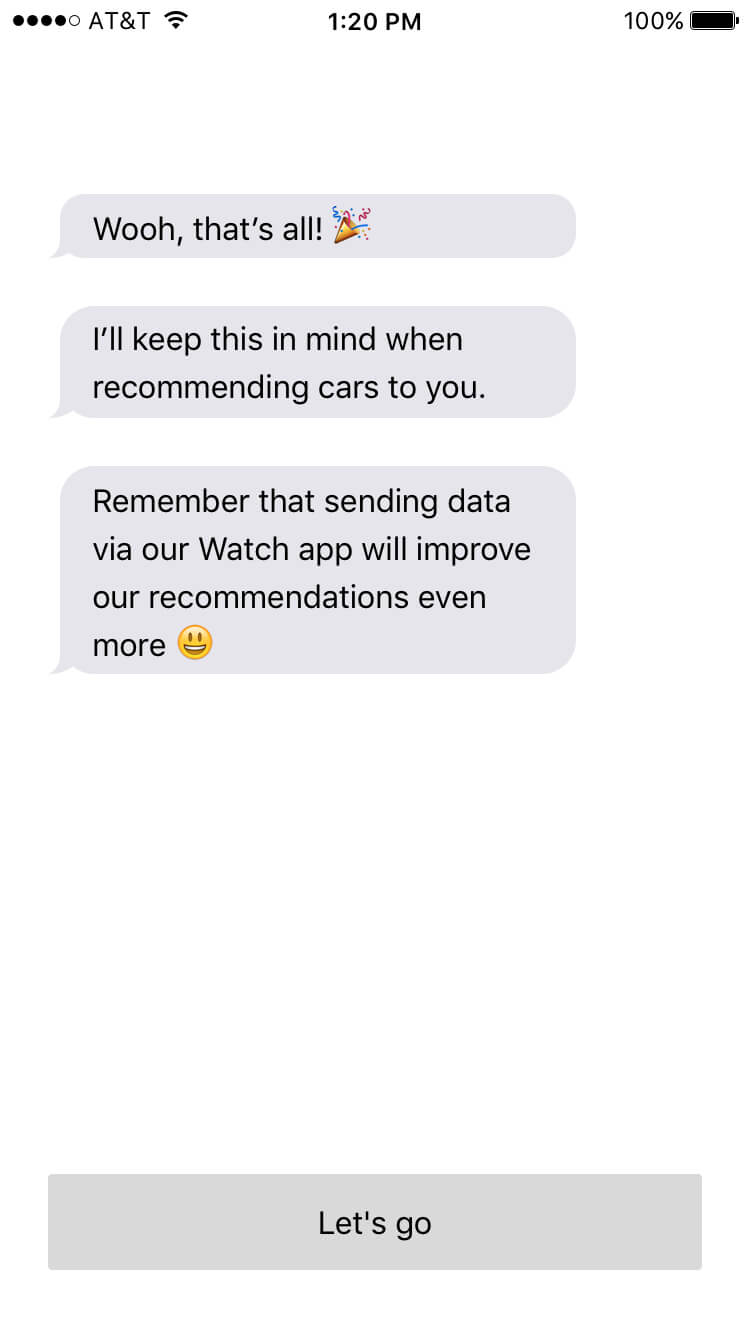 AT&T 1:20 PM 100%
Wooh, that’s all! 🎉
I’ll keep this in mind when
recommending cars to you.
Remember that sending data
via our Watch app will improve
our recommendations even
more 😃
Let's go